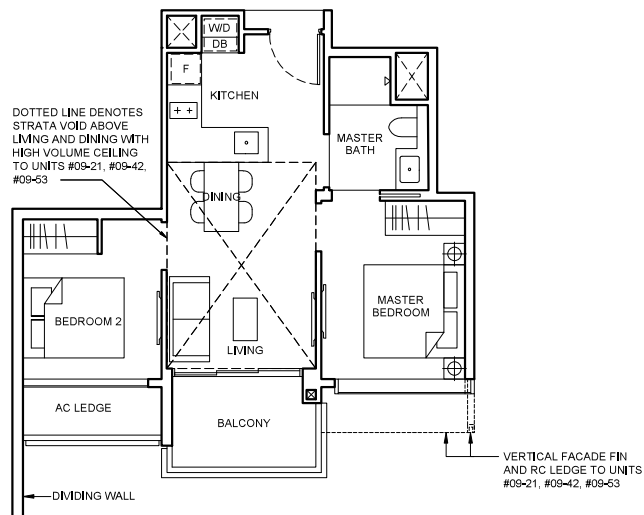 W/D
DB
F
KITCHEN
DOTTED LINE DENOTES
STRATA VOID ABOVE
LIVING AND DINING WITH
HIGH VOLUME CEILING
TO UNITS #09-21, #09-42,
#09-53
MASTER
BATH
DINING
BEDROOM 2
MASTER
BEDROOM
LIVING
AC LEDGE
BALCONY
VERTICAL FACADE FIN
AND RC LEDGE TO UNITS
#09-21, #09-42, #09-53
DIVIDING WALL